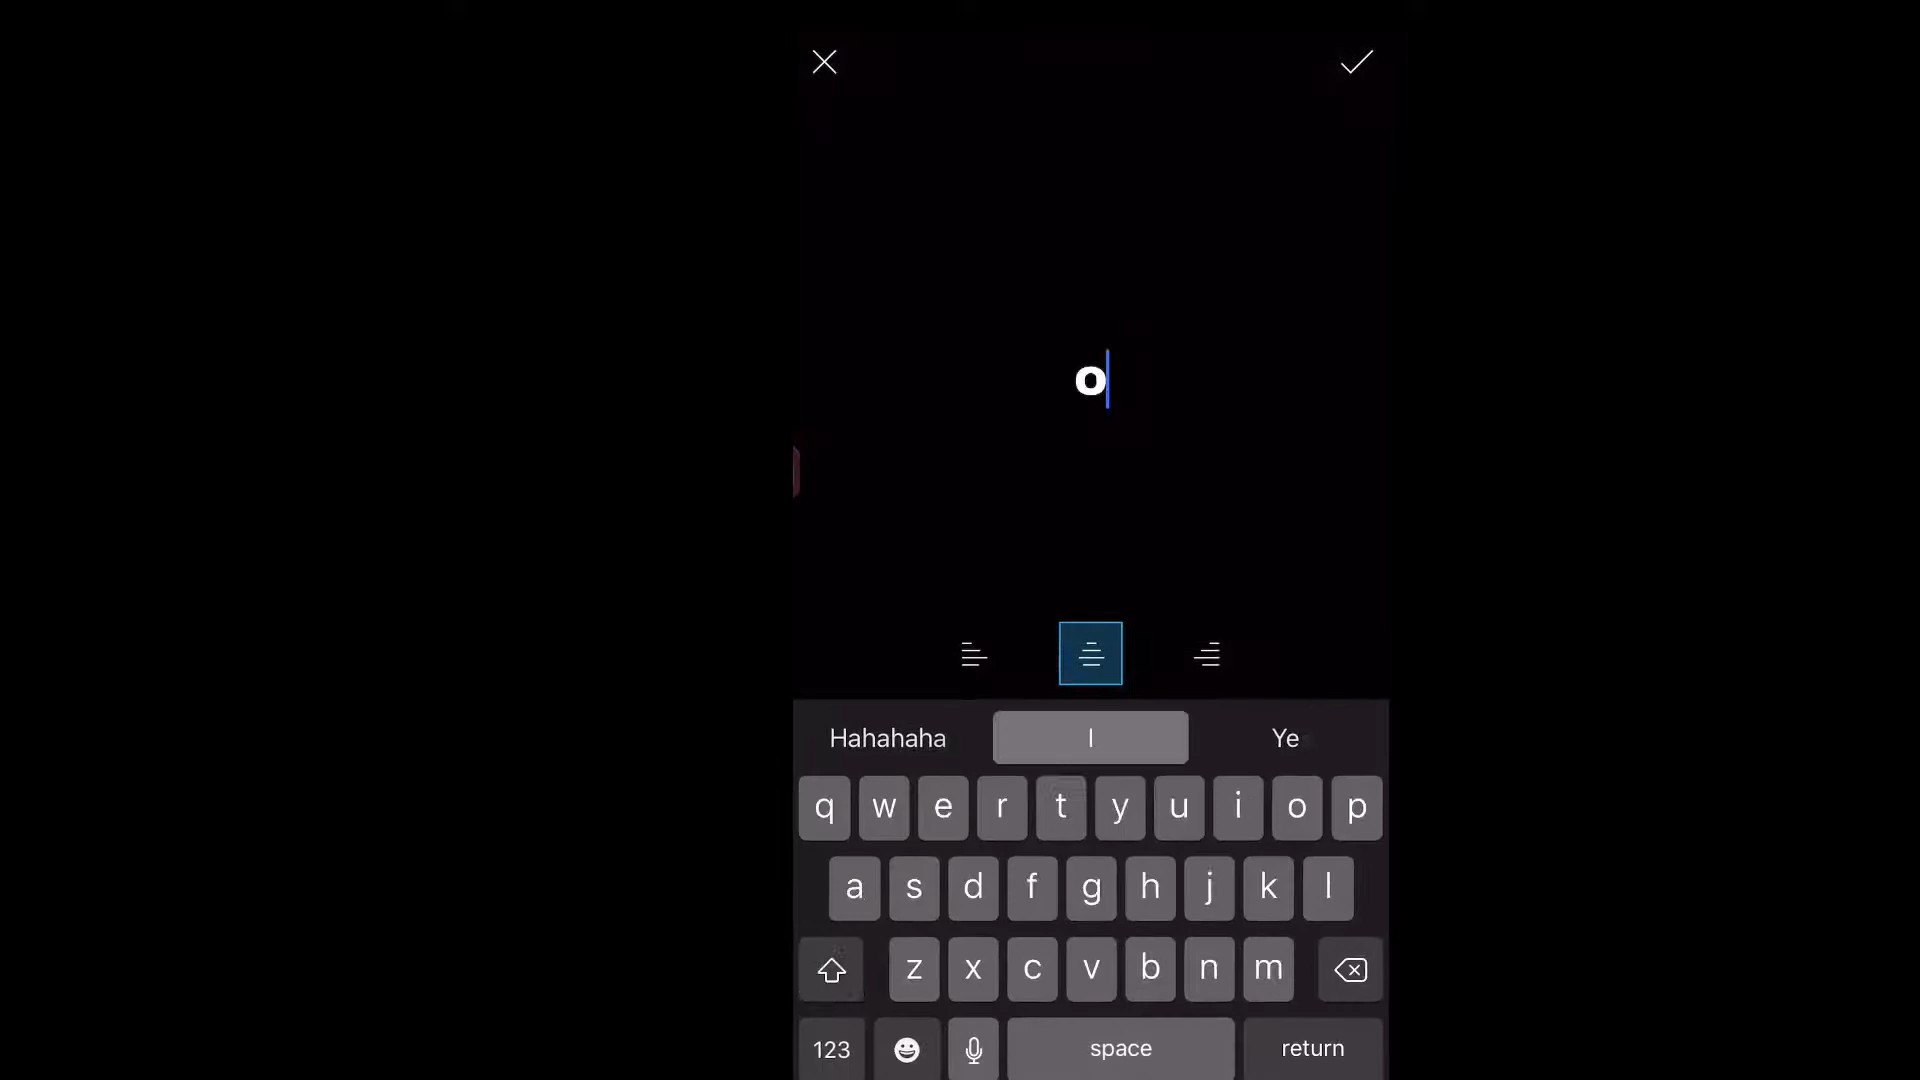 o
Hahahaha I Ye
q w e r t y u i o p
a s d f g h j k l
z x c v b n m
123 space return